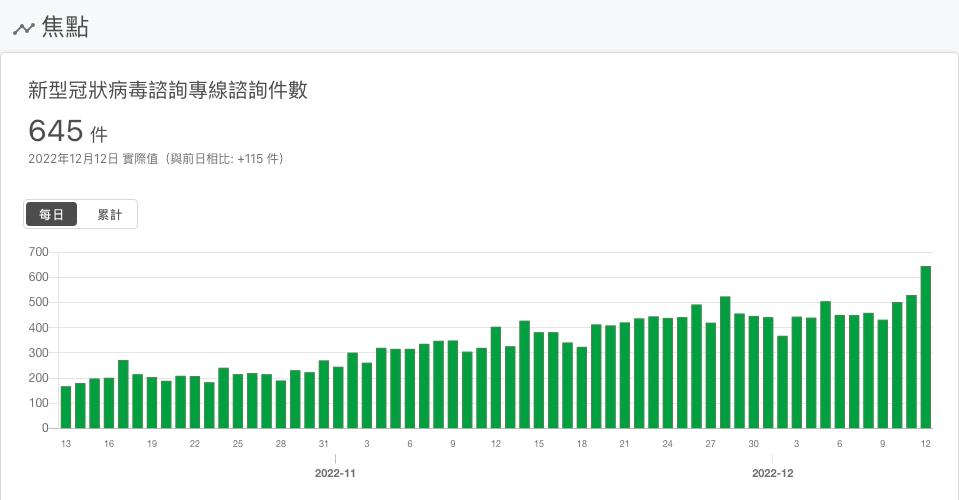 焦點
新型冠狀病毒諮詢專線諮詢件數
645 件
2022年12月12日 實際值（與前日相比: +115 件）
每日 累計
700
600
500
400
300
200
100
0
13 16 19 22 25 28 31 3 6 9 12 15 18 21 24 27 30 3 6 9 12
2022-11 2022-12